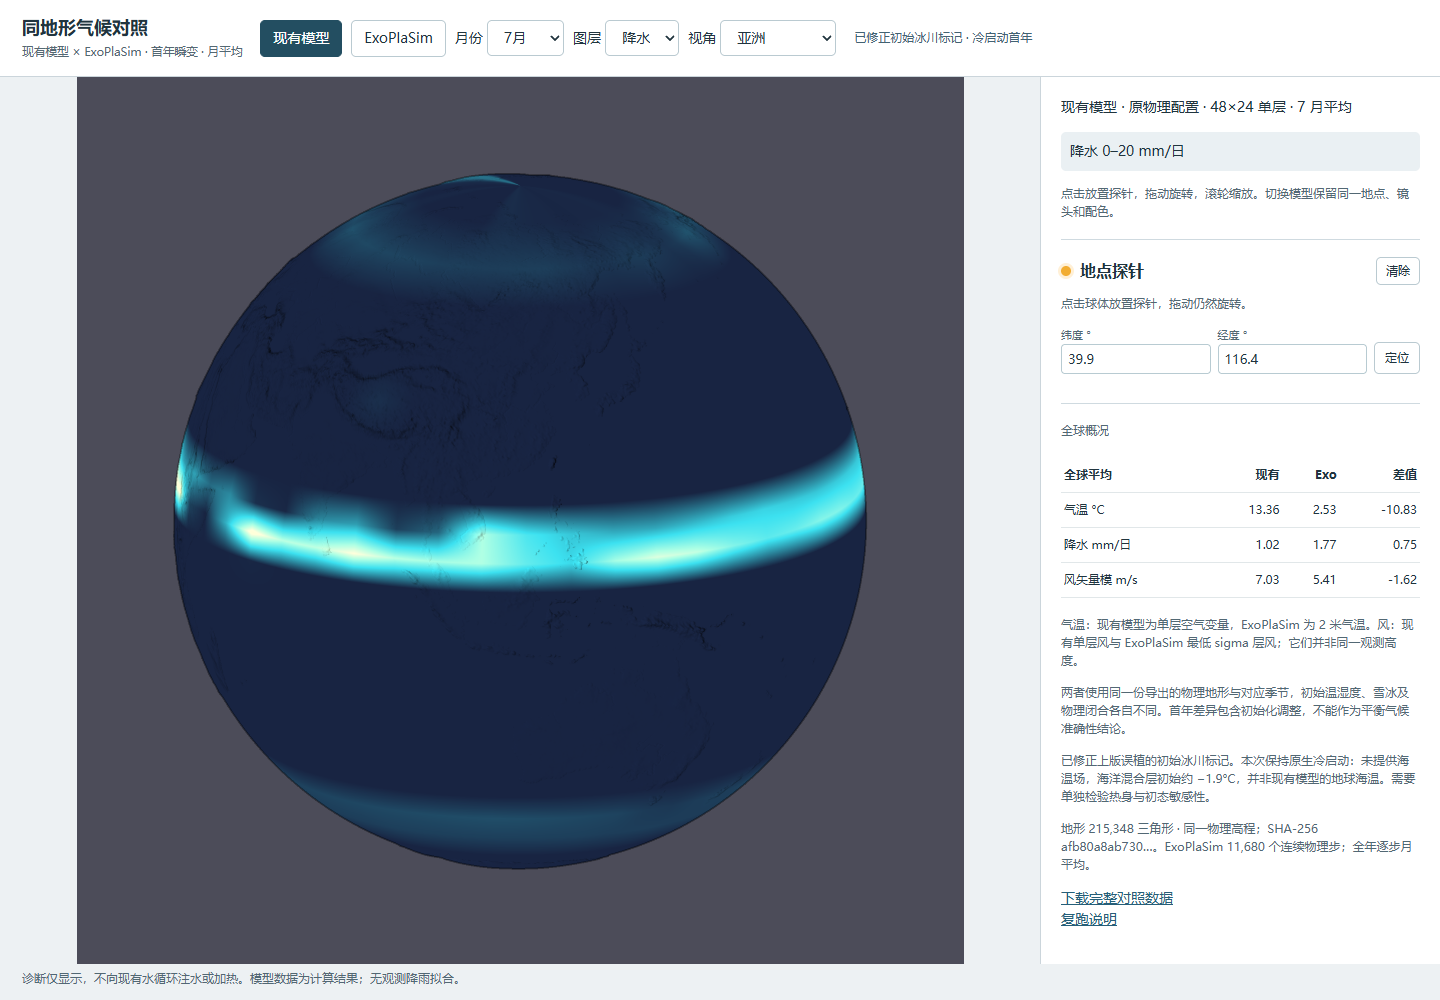 同地形气候对照
现有模型 × ExoPlaSim · 首年瞬变 · 月平均
现有模型 ExoPlaSim 月份 7月 图层 降水 视角 亚洲 已修正初始冰川标记 · 冷启动首年
现有模型 · 原物理配置 · 48×24 单层 · 7 月平均
降水 0–20 mm/日
点击放置探针，拖动旋转，滚轮缩放。切换模型保留同一地点、镜
头和配色。
地点探针 清除
点击球体放置探针，拖动仍然旋转。
纬度 ° 经度 °
39.9 116.4 定位
全球概况
全球平均 现有 Exo 差值
气温 °C 13.36 2.53 -10.83
降水 mm/日 1.02 1.77 0.75
风矢量模 m/s 7.03 5.41 -1.62
气温：现有模型为单层空气变量，ExoPlaSim 为 2 米气温。风：现
有单层风与 ExoPlaSim 最低 sigma 层风；它们并非同一观测高
度。
两者使用同一份导出的物理地形与对应季节，初始温湿度、雪冰及
物理闭合各自不同。首年差异包含初始化调整，不能作为平衡气候
准确性结论。
已修正上版误植的初始冰川标记。本次保持原生冷启动：未提供海
温场，海洋混合层初始约 −1.9°C，并非现有模型的地球海温。需要
单独检验热身与初态敏感性。
地形 215,348 三角形 · 同一物理高程；SHA-256
afb80a8ab730…。ExoPlaSim 11,680 个连续物理步；全年逐步月
平均。
下载完整对照数据
复跑说明
诊断仅显示，不向现有水循环注水或加热。模型数据为计算结果；无观测降雨拟合。